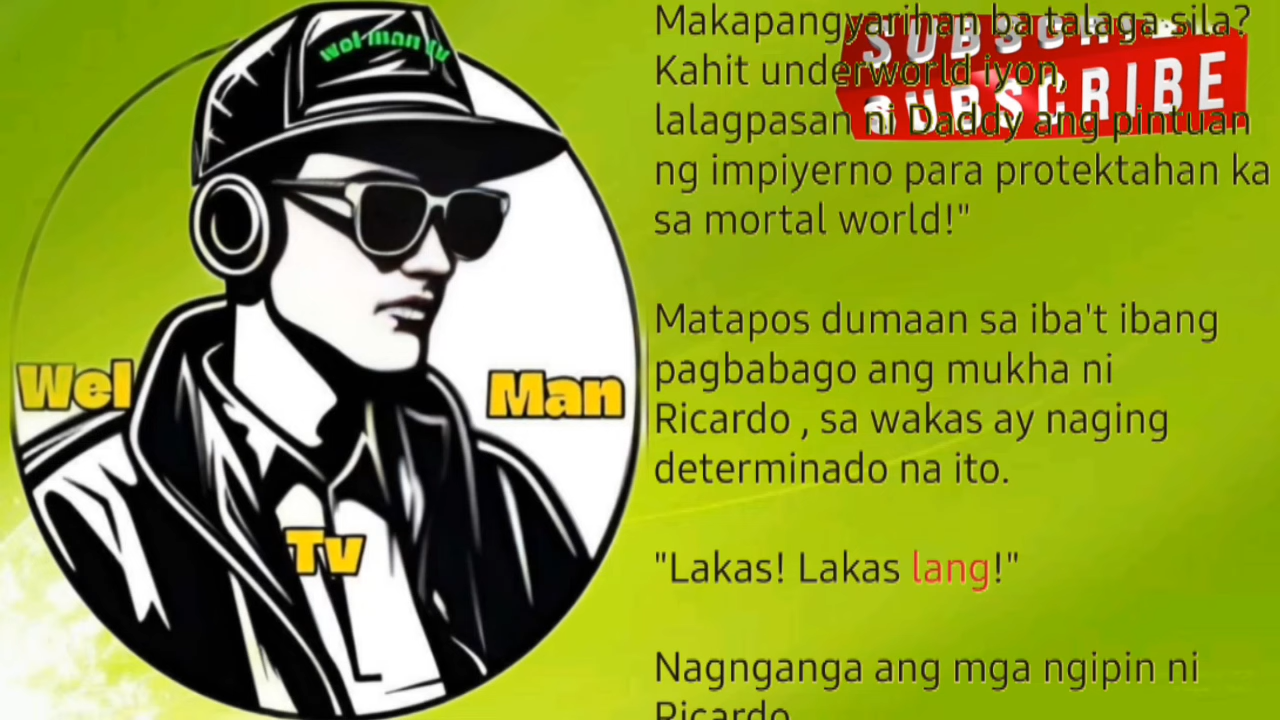 wel man tv
Wel
Man
Tv
SUBSCRIBE
SUBSCRIBE
Makapangyarihan ba talaga sila?
Kahit underworld iyon,
lalagpasan ni Daddy ang pintuan
ng impiyerno para protektahan ka
sa mortal world!"
Matapos dumaan sa iba't ibang
pagbabago ang mukha ni
Ricardo , sa wakas ay naging
determinado na ito.
"Lakas! Lakas lang!"
Nagnganga ang mga ngipin ni
Ricardo